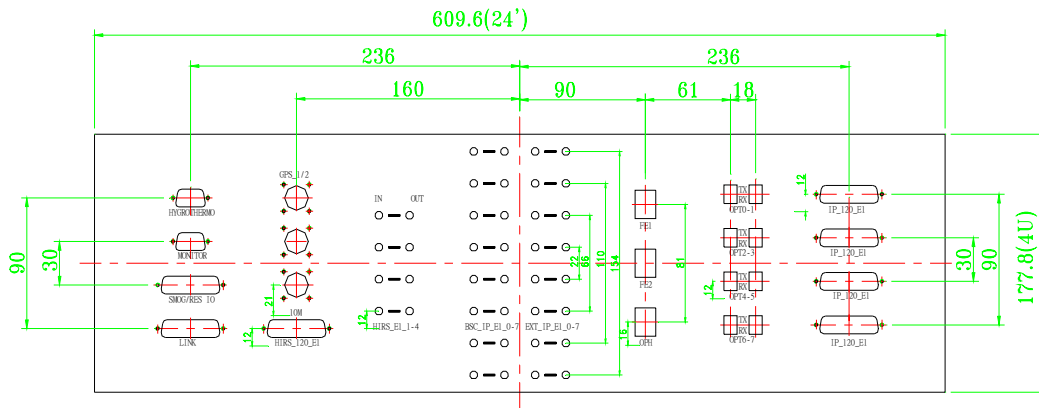 609.6(24')
236
236
160
90
61
18
GPS_1/2
IN
OUT
12
TX
RX
HYGROTHERMO
OPT0-1
IP_120_E1
FE1
TX
RX
MONITOR
OPT2-3
IP_120_E1
90
30
22
66
110
154
81
30
90
177.8(4U)
FE2
TX
RX
SMOG/RES IO
OPT4-5
IP_120_E1
21
12
10M
12
HIRS_E1_1-4
BSC_IP_E1_0-7
EXT_IP_E1_0-7
TX
RX
LINK
12
HIRS_120_E1
16
OPH
OPT6-7
IP_120_E1